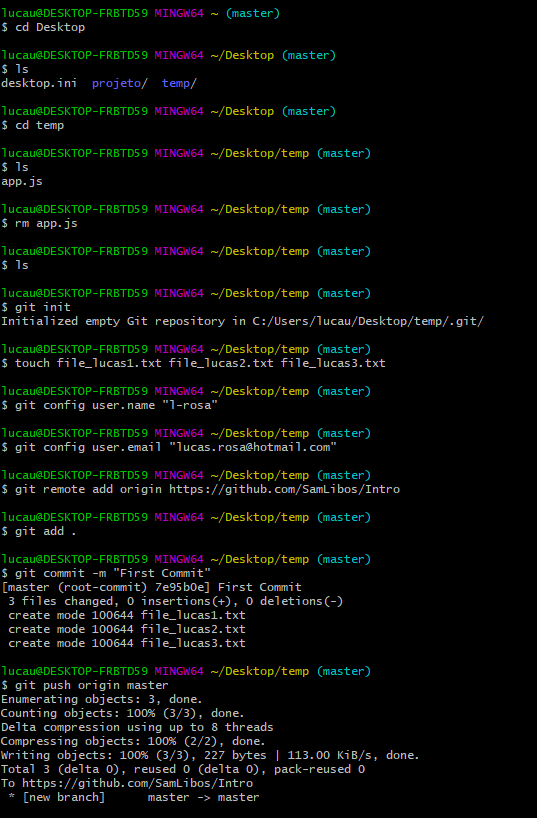 lucau@DESKTOP-FRBTD59 MINGW64 ~ (master)
$ cd Desktop
lucau@DESKTOP-FRBTD59 MINGW64 ~/Desktop (master)
$ ls
desktop.ini  projeto/  temp/
lucau@DESKTOP-FRBTD59 MINGW64 ~/Desktop (master)
$ cd temp
lucau@DESKTOP-FRBTD59 MINGW64 ~/Desktop/temp (master)
$ ls
app.js
lucau@DESKTOP-FRBTD59 MINGW64 ~/Desktop/temp (master)
$ rm app.js
lucau@DESKTOP-FRBTD59 MINGW64 ~/Desktop/temp (master)
$ ls
lucau@DESKTOP-FRBTD59 MINGW64 ~/Desktop/temp (master)
$ git init
Initialized empty Git repository in C:/Users/lucau/Desktop/temp/.git/
lucau@DESKTOP-FRBTD59 MINGW64 ~/Desktop/temp (master)
$ touch file_lucas1.txt file_lucas2.txt file_lucas3.txt
lucau@DESKTOP-FRBTD59 MINGW64 ~/Desktop/temp (master)
$ git config user.name "l-rosa"
lucau@DESKTOP-FRBTD59 MINGW64 ~/Desktop/temp (master)
$ git config user.email "lucas.rosa@hotmail.com"
lucau@DESKTOP-FRBTD59 MINGW64 ~/Desktop/temp (master)
$ git remote add origin https://github.com/SamLibos/Intro
lucau@DESKTOP-FRBTD59 MINGW64 ~/Desktop/temp (master)
$ git add .
lucau@DESKTOP-FRBTD59 MINGW64 ~/Desktop/temp (master)
$ git commit -m "First Commit"
[master (root-commit) 7e95b0e] First Commit
 3 files changed, 0 insertions(+), 0 deletions(-)
 create mode 100644 file_lucas1.txt
 create mode 100644 file_lucas2.txt
 create mode 100644 file_lucas3.txt
lucau@DESKTOP-FRBTD59 MINGW64 ~/Desktop/temp (master)
$ git push origin master
Enumerating objects: 3, done.
Counting objects: 100% (3/3), done.
Delta compression using up to 8 threads
Compressing objects: 100% (2/2), done.
Writing objects: 100% (3/3), 227 bytes | 113.00 KiB/s, done.
Total 3 (delta 0), reused 0 (delta 0), pack-reused 0
To https://github.com/SamLibos/Intro
 * [new branch]      master -> master